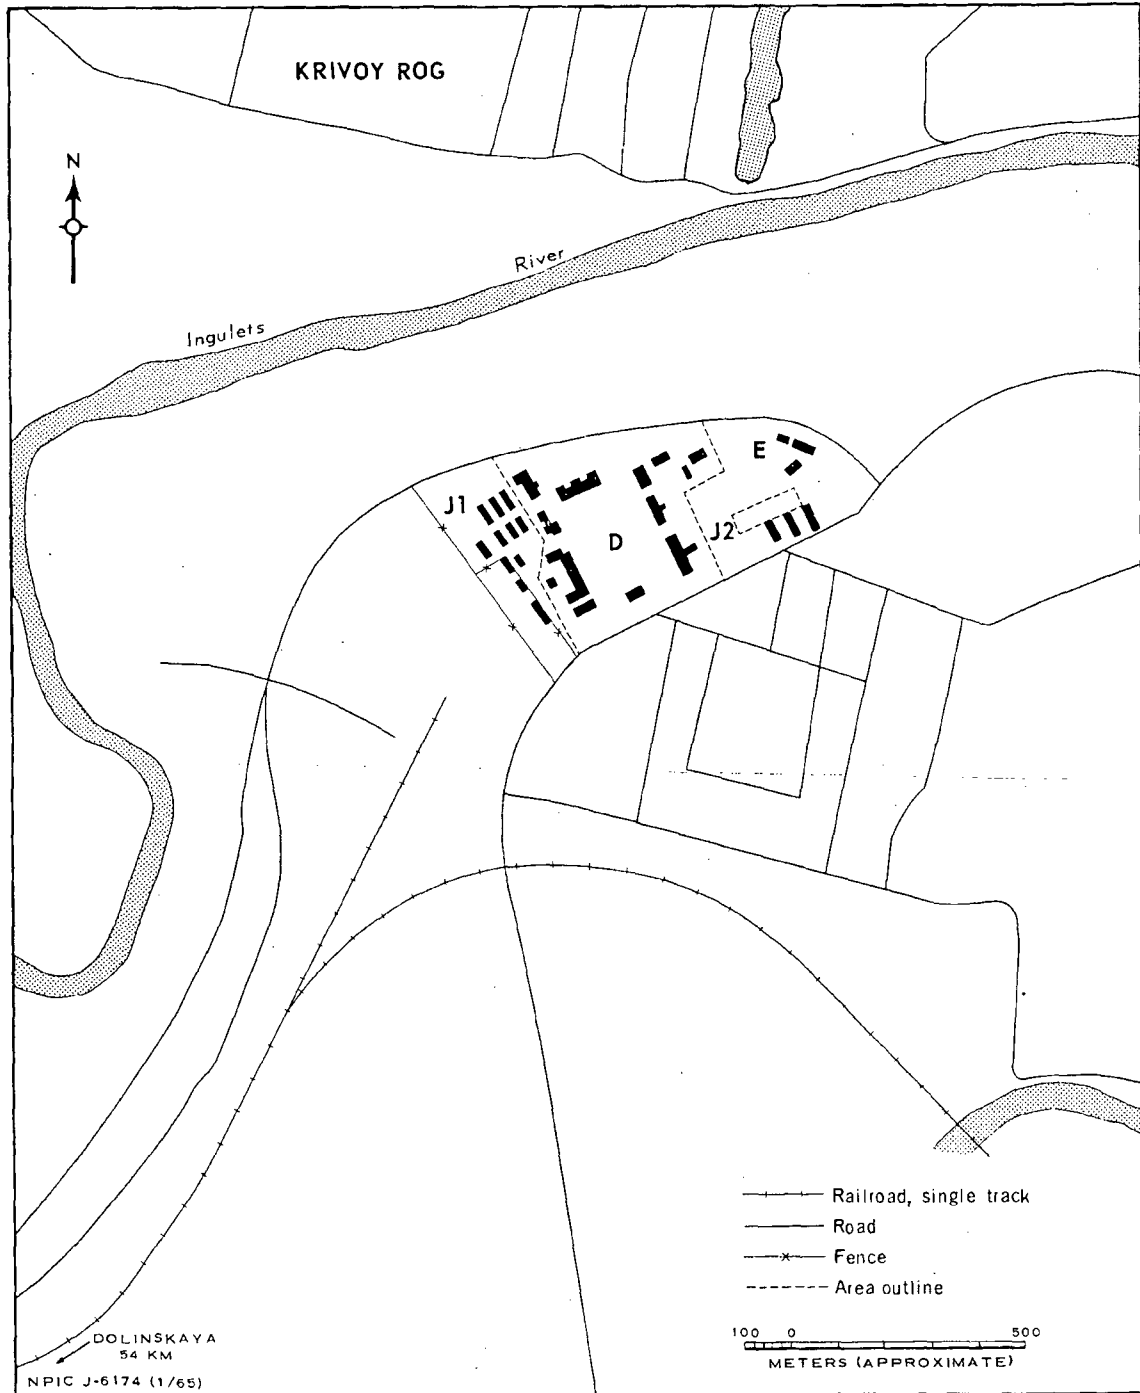 KRIVOY ROG
N
River
Ingulets
E
J1
J2
D
Railroad, single track
Road
Fence
Area outline
100 0 500
METERS (APPROXIMATE)
DOLINSKAYA
54 KM
NPIC J-6174 (1/65)